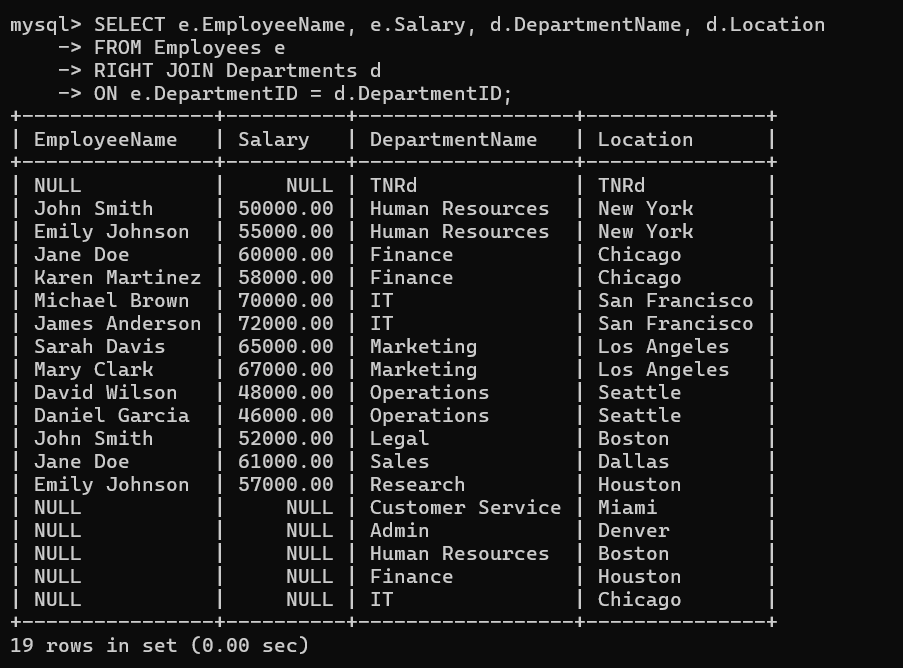 mysql> SELECT e.EmployeeName, e.Salary, d.DepartmentName, d.Location
    -> FROM Employees e
    -> RIGHT JOIN Departments d
    -> ON e.DepartmentID = d.DepartmentID;
+----------------+----------+------------------+---------------+
| EmployeeName   | Salary   | DepartmentName   | Location      |
+----------------+----------+------------------+---------------+
| NULL           |     NULL | TNRd             | TNRd          |
| John Smith     | 50000.00 | Human Resources  | New York      |
| Emily Johnson  | 55000.00 | Human Resources  | New York      |
| Jane Doe       | 60000.00 | Finance          | Chicago       |
| Karen Martinez | 58000.00 | Finance          | Chicago       |
| Michael Brown  | 70000.00 | IT               | San Francisco |
| James Anderson | 72000.00 | IT               | San Francisco |
| Sarah Davis    | 65000.00 | Marketing        | Los Angeles   |
| Mary Clark     | 67000.00 | Marketing        | Los Angeles   |
| David Wilson   | 48000.00 | Operations       | Seattle       |
| Daniel Garcia  | 46000.00 | Operations       | Seattle       |
| John Smith     | 52000.00 | Legal            | Boston        |
| Jane Doe       | 61000.00 | Sales            | Dallas        |
| Emily Johnson  | 57000.00 | Research         | Houston       |
| NULL           |     NULL | Customer Service | Miami         |
| NULL           |     NULL | Admin            | Denver        |
| NULL           |     NULL | Human Resources  | Boston        |
| NULL           |     NULL | Finance          | Houston       |
| NULL           |     NULL | IT               | Chicago       |
+----------------+----------+------------------+---------------+
19 rows in set (0.00 sec)